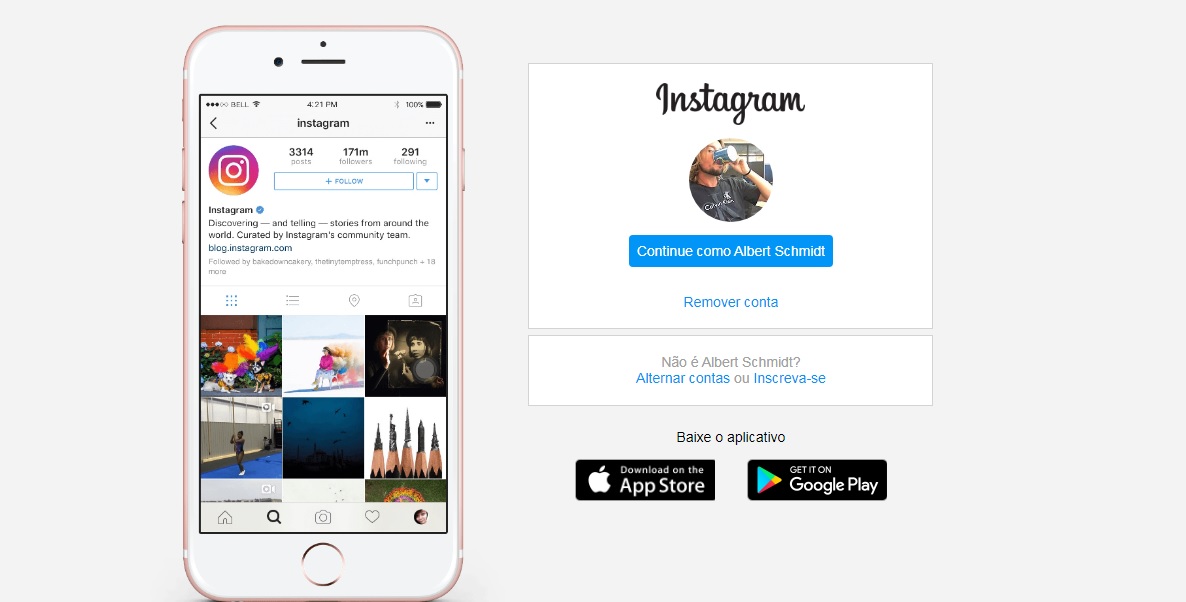 BELL
4:21 PM
100%
instagram
3314
171m
291
posts
followers
following
+ FOLLOW
Instagram
Discovering — and telling — stories from around the
world. Curated by Instagram's community team.
blog.instagram.com
Followed by bakedowncakery, thetinytemptress, funchpunch + 18
more
Instagram
Calvin Klein
Continue como Albert Schmidt
Remover conta
Não é Albert Schmidt?
Alternar contas ou Inscreva-se
Baixe o aplicativo
Download on the
App Store
GET IT ON
Google Play